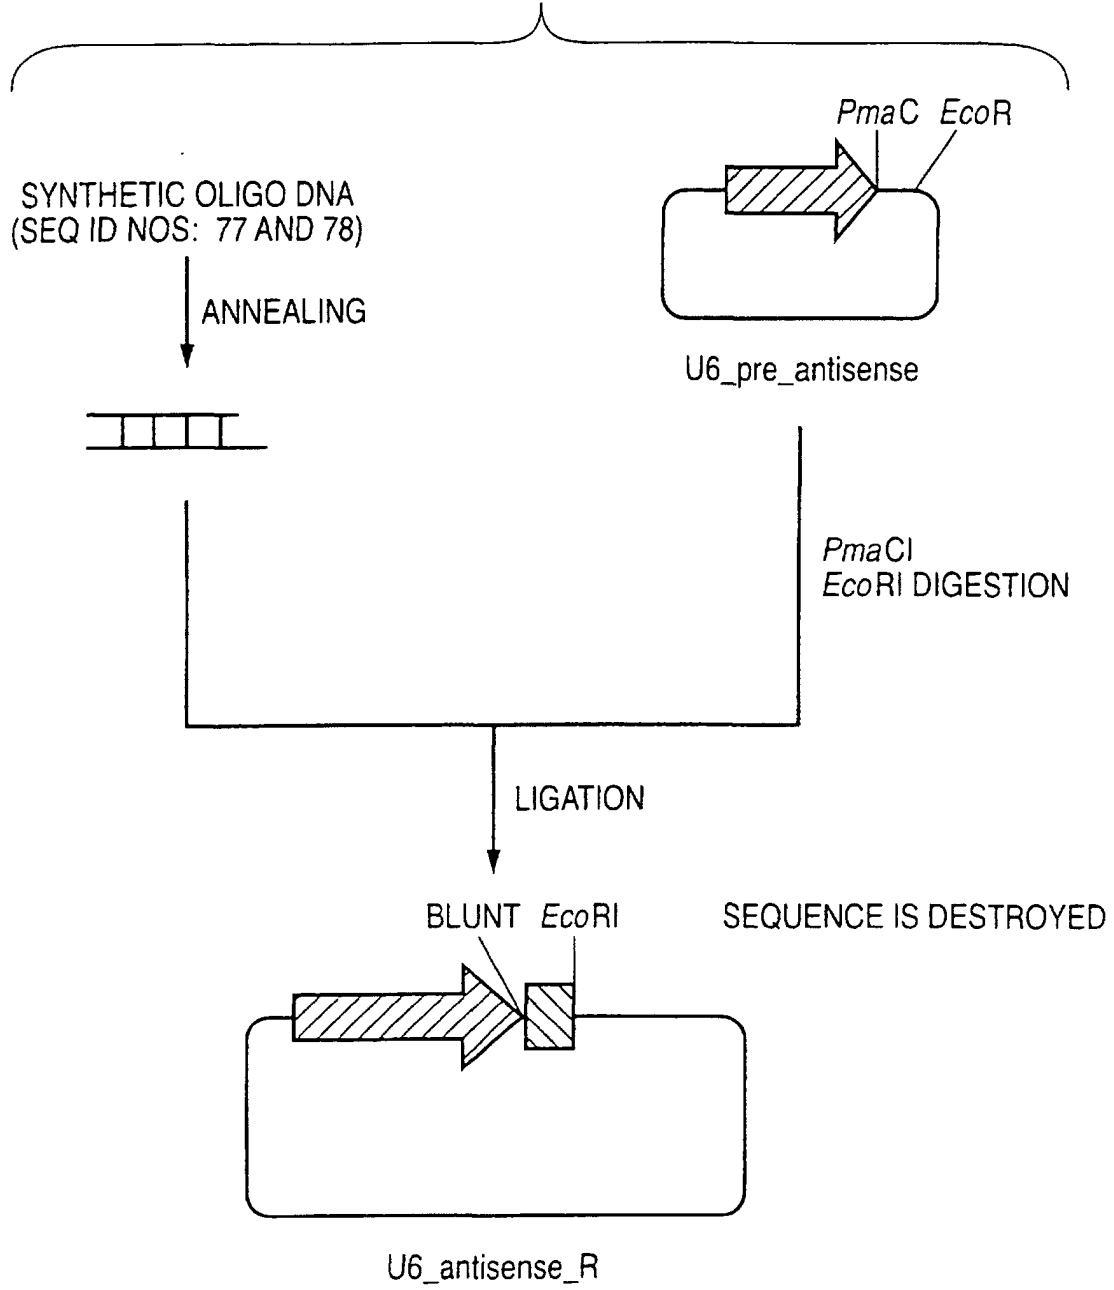 PmaC EcoR
SYNTHETIC OLIGO DNA
(SEQ ID NOS: 77 AND 78)
ANNEALING
U6_pre_antisense
PmaCI
EcoRI DIGESTION
LIGATION
BLUNT EcoRI SEQUENCE IS DESTROYED
U6_antisense_R